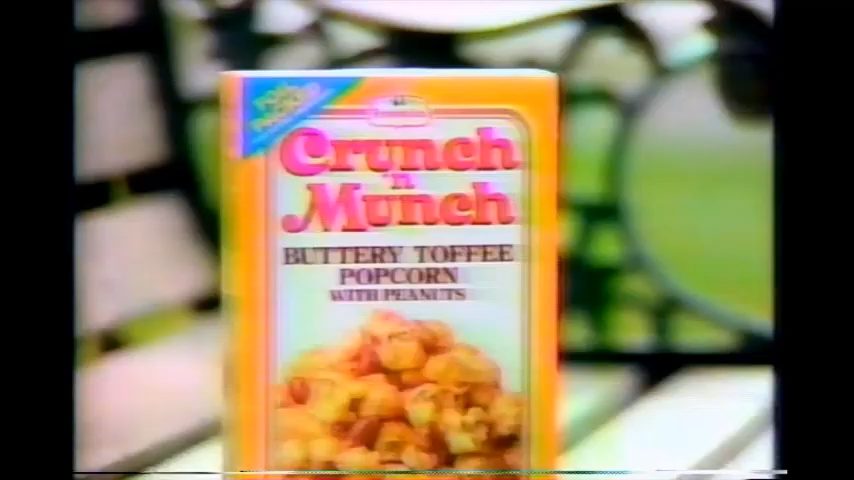 Crunch
'n
Munch
BUTTERY TOFFEE
POPCORN
WITH PEANUTS